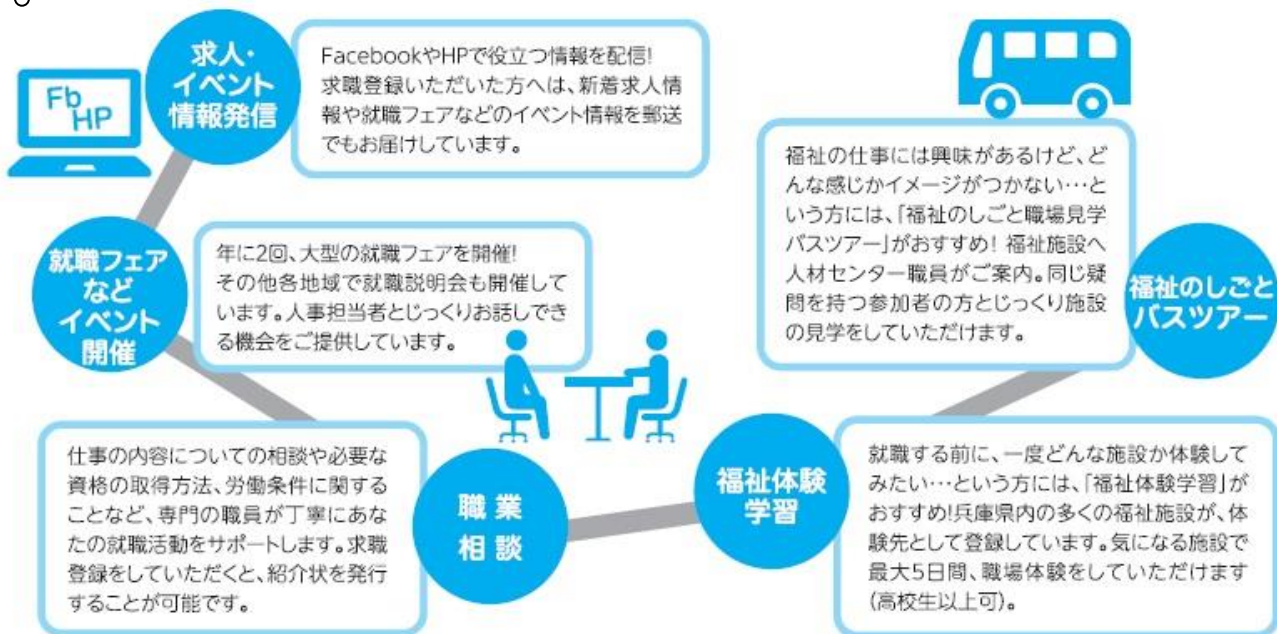 Fb
HP
求人・
イベント
情報発信
FacebookやHPで役立つ情報を配信!
求職登録いただいた方へは、新着求人情
報や就職フェアなどのイベント情報を郵送
でもお届けしています。
就職フェア
など
イベント
開催
年に2回、大型の就職フェアを開催!
その他各地域で就職説明会も開催して
います。人事担当者とじっくりお話しでき
る機会をご提供しています。
仕事の内容についての相談や必要な
資格の取得方法、労働条件に関する
ことなど、専門の職員が丁寧にあな
たの就職活動をサポートします。求職
登録をしていただくと、紹介状を発行
することが可能です。
職業
相談
福祉体験
学習
就職する前に、一度どんな施設か体験して
みたい…という方には、「福祉体験学習」が
おすすめ!兵庫県内の多くの福祉施設が、体
験先として登録しています。気になる施設で
最大5日間、職場体験をしていただけます
(高校生以上可)。
福祉の仕事には興味があるけど、ど
んな感じかイメージがつかない…と
いう方には、「福祉のしごと職場見学
バスツアー」がおすすめ! 福祉施設へ
人材センター職員がご案内。同じ疑
問を持つ参加者の方とじっくり施設
の見学をしていただけます。
福祉のしごと
バスツアー